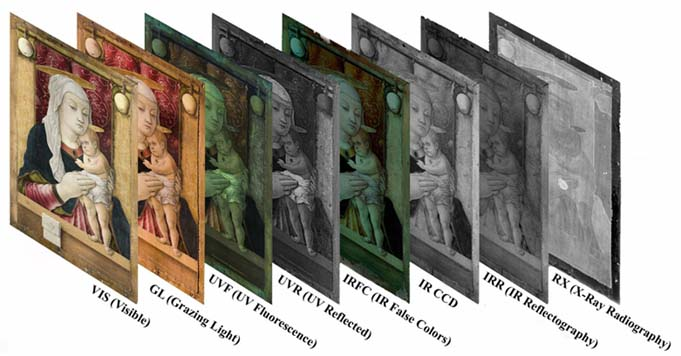 VIS (Visible)
GL (Grazing Light)
UVF (UV Fluorescence)
UVR (UV Reflected)
IRFC (IR False Colors)
IR CCD
IRR (IR Reflectography)
RX (X-Ray Radiography)